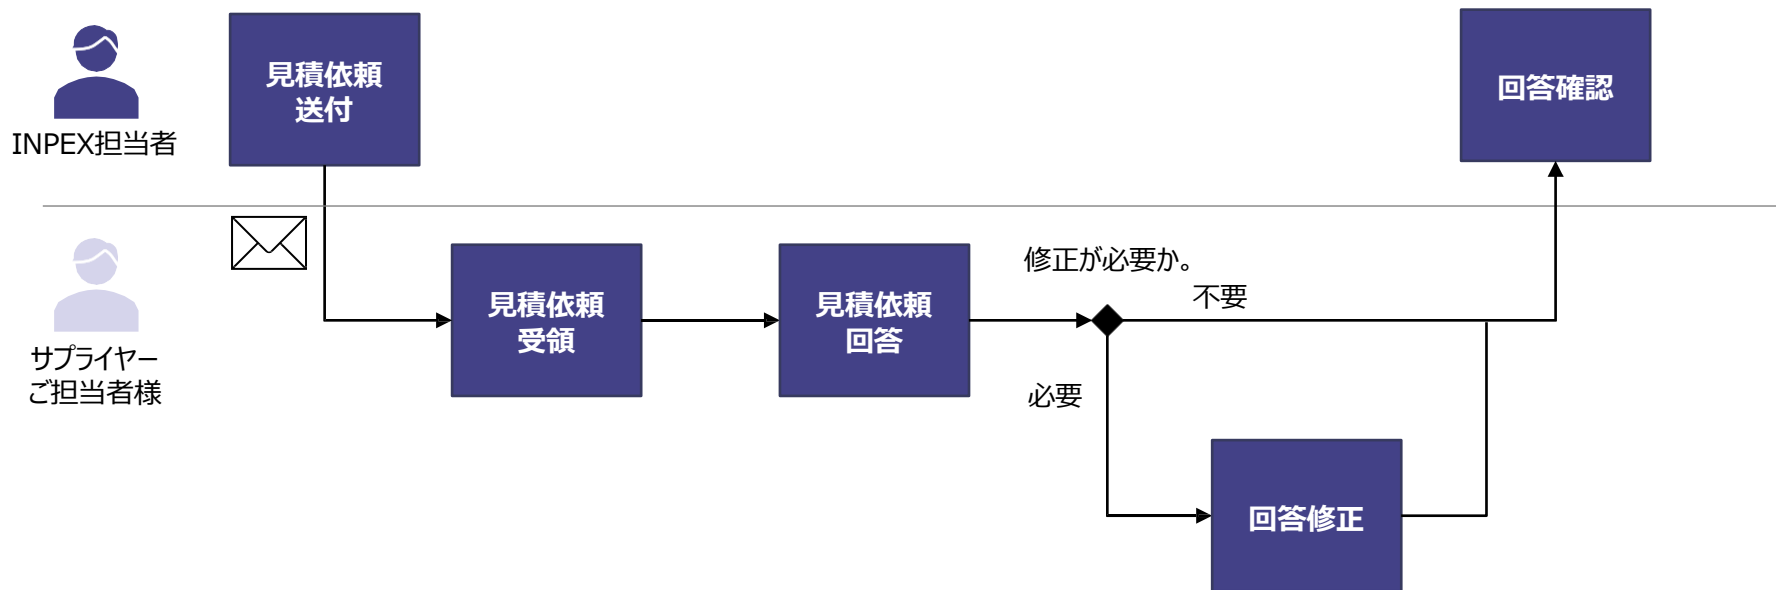 INPEX担当者
見積依頼
送付
回答確認
サプライヤー
ご担当者様
見積依頼
受領
見積依頼
回答
修正が必要か。
不要
必要
回答修正